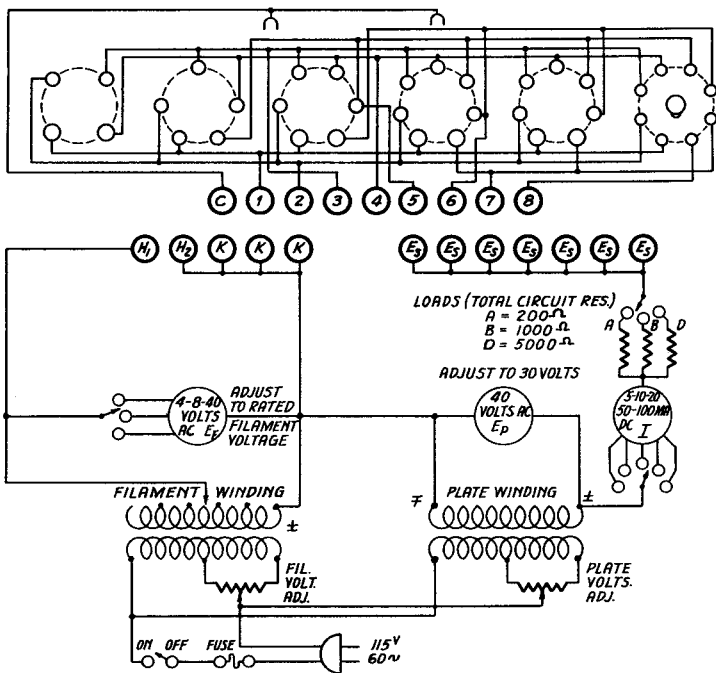 C 1 2 3 4 5 6 7 8
H1 H2 K K K ES ES ES ES ES ES ES
LOADS (TOTAL CIRCUIT RES.)
A = 200Ω
B = 1000Ω
D = 5000Ω
A B D
ADJUST TO 30 VOLTS
4-8-40
VOLTS
AC EF
ADJUST
TO RATED
FILAMENT
VOLTAGE
40
VOLTS AC
EP
5-10-20
50-100MA
DC I
FILAMENT WINDING
±
∓ PLATE WINDING ±
FIL.
VOLT.
ADJ.
PLATE
VOLTS.
ADJ.
ON OFF FUSE
115V
60~